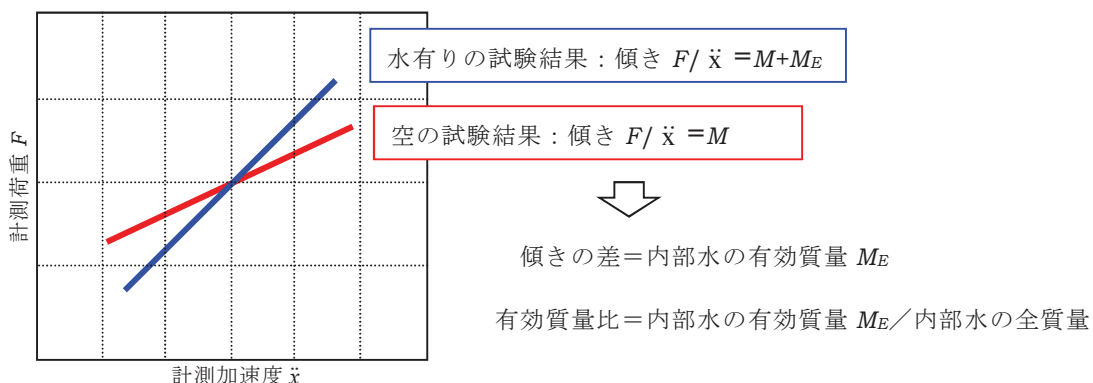 水有りの試験結果：傾き F/ ẍ =M+ME
空の試験結果：傾き F/ ẍ =M
計測荷重 F
傾きの差＝内部水の有効質量 ME
有効質量比＝内部水の有効質量 ME／内部水の全質量
計測加速度 ẍ